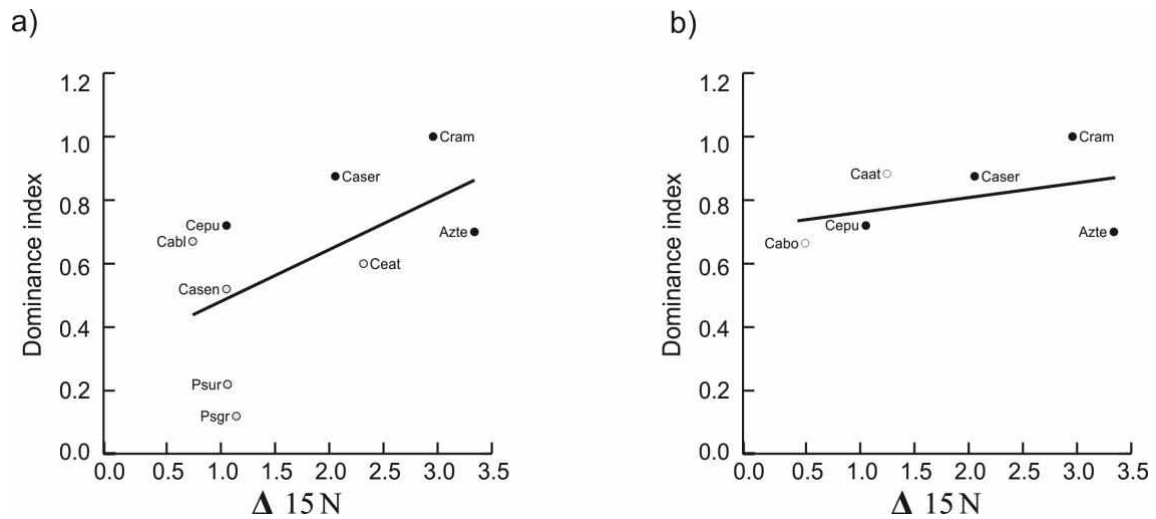 a)
Dominance index
1.2
1.0
0.8
0.6
0.4
0.2
0.0
Cram
Caser
Cepu
Cabl
Azte
Ceat
Casen
Psur
Psgr
0.0 0.5 1.0 1.5 2.0 2.5 3.0 3.5
Δ 15 N
b)
Dominance index
1.2
1.0
0.8
0.6
0.4
0.2
0.0
Cram
Caat
Caser
Cepu
Azte
Cabo
0.0 0.5 1.0 1.5 2.0 2.5 3.0 3.5
Δ 15 N